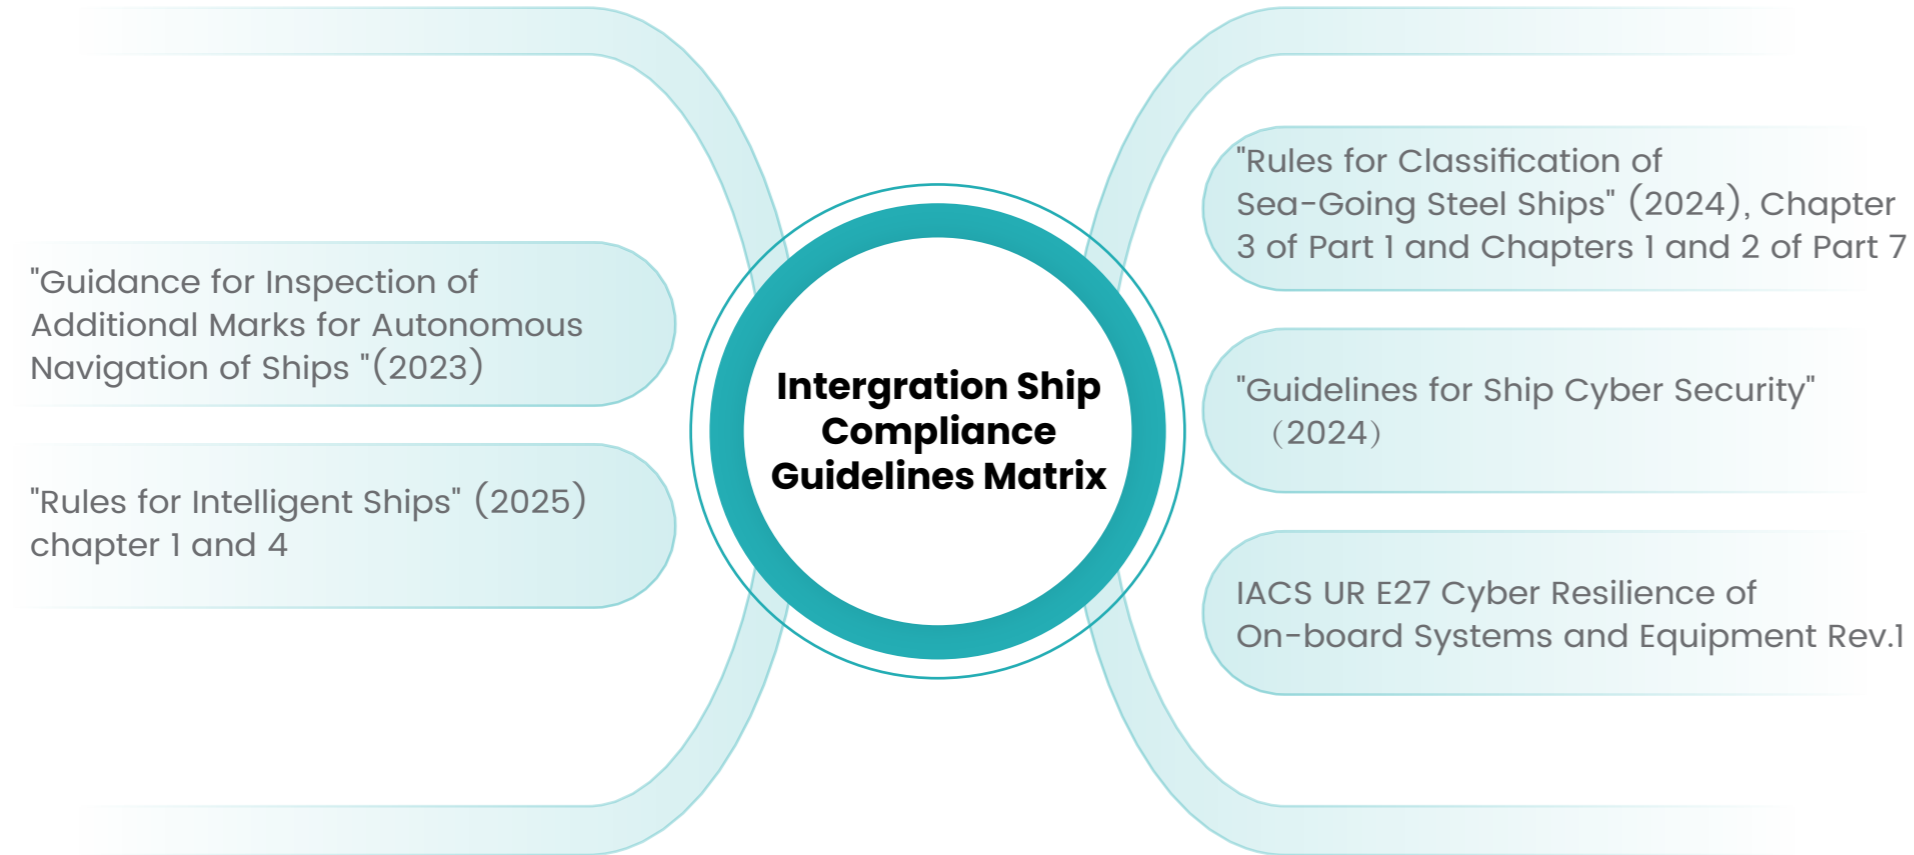 "Guidance for Inspection of
Additional Marks for Autonomous
Navigation of Ships "(2023)
"Rules for Intelligent Ships" (2025)
chapter 1 and 4
Intergration Ship
Compliance
Guidelines Matrix
"Rules for Classification of
Sea-Going Steel Ships" (2024), Chapter
3 of Part 1 and Chapters 1 and 2 of Part 7
"Guidelines for Ship Cyber Security"
（2024）
IACS UR E27 Cyber Resilience of
On-board Systems and Equipment Rev.1